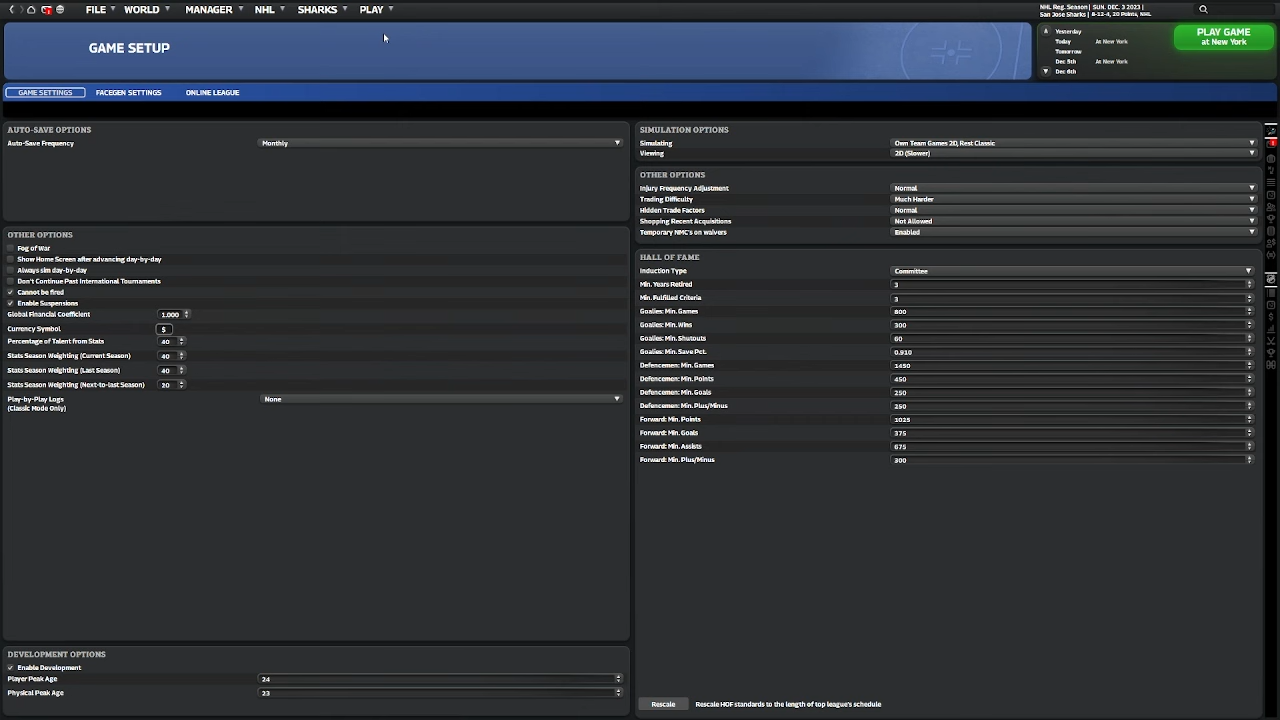 FILE WORLD MANAGER NHL SHARKS PLAY
NHL Reg. Season | SUN. DEC. 3 2023 |
San Jose Sharks | 8-12-4, 20 Points, NHL
GAME SETUP
Yesterday
Today At New York
Tomorrow
Dec 5th At New York
Dec 6th
PLAY GAME
at New York
GAME SETTINGS FACEGEN SETTINGS ONLINE LEAGUE
AUTO-SAVE OPTIONS
Auto-Save Frequency Monthly
OTHER OPTIONS
Fog of War
Show Home Screen after advancing day-by-day
Always sim day-by-day
Don't Continue Past International Tournaments
Cannot be fired
Enable Suspensions
Global Financial Coefficient 1.000
Currency Symbol $
Percentage of Talent from Stats 40
Stats Season Weighting (Current Season) 40
Stats Season Weighting (Last Season) 40
Stats Season Weighting (Next-to-last Season) 20
Play-by-Play Logs None
(Classic Mode Only)
DEVELOPMENT OPTIONS
Enable Development
Player Peak Age 24
Physical Peak Age 23
SIMULATION OPTIONS
Simulating Own Team Games 2D, Rest Classic
Viewing 2D (Slower)
OTHER OPTIONS
Injury Frequency Adjustment Normal
Trading Difficulty Much Harder
Hidden Trade Factors Normal
Shopping Recent Acquisitions Not Allowed
Temporary NMC's on waivers Enabled
HALL OF FAME
Induction Type Committee
Min. Years Retired 3
Min. Fulfilled Criteria 3
Goalies: Min. Games 800
Goalies: Min. Wins 300
Goalies: Min. Shutouts 60
Goalies: Min. Save Pct. 0.910
Defencemen: Min. Games 1450
Defencemen: Min. Points 450
Defencemen: Min. Goals 250
Defencemen: Min. Plus/Minus 250
Forward: Min. Points 1025
Forward: Min. Goals 375
Forward: Min. Assists 675
Forward: Min. Plus/Minus 300
Rescale Rescale HOF standards to the length of top league's schedule